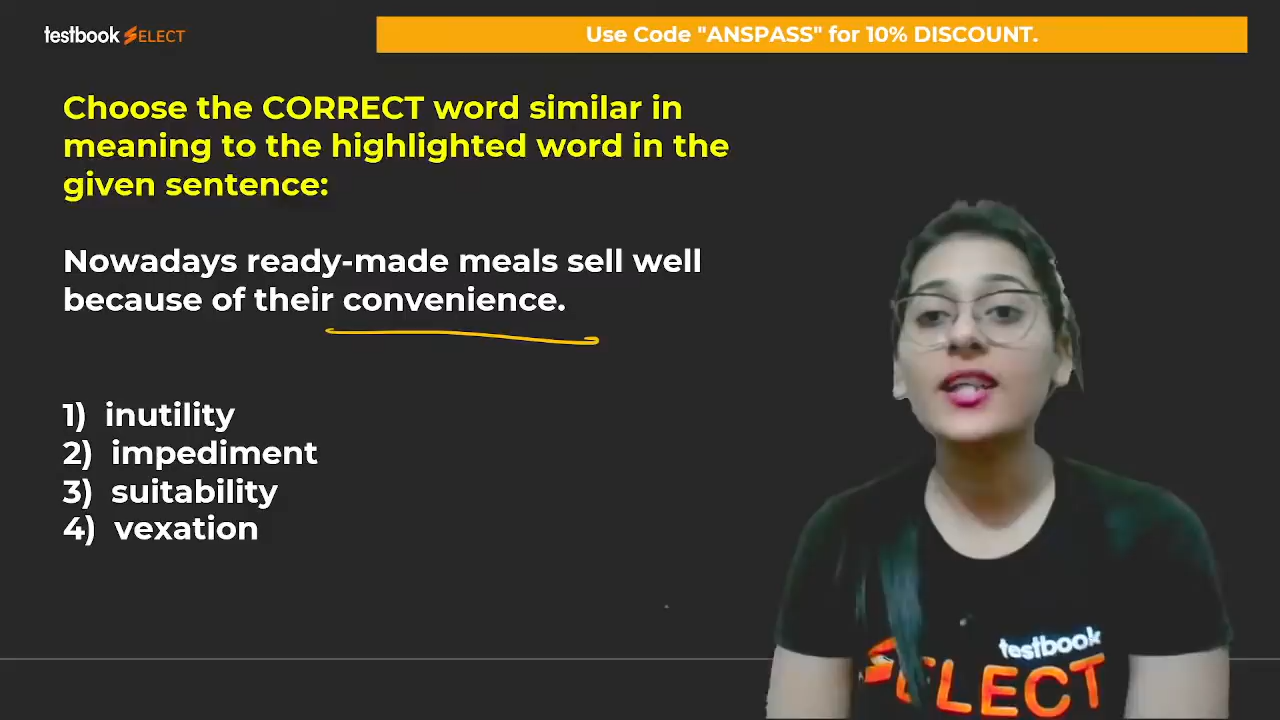 testbook SELECT
Use Code "ANSPASS" for 10% DISCOUNT.
Choose the CORRECT word similar in
meaning to the highlighted word in the
given sentence:
Nowadays ready-made meals sell well
because of their convenience.
1) inutility
2) impediment
3) suitability
4) vexation
testbook
SELECT